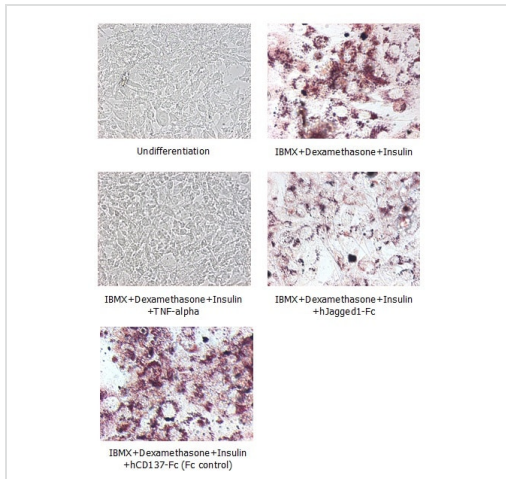 Undifferentiation
IBMX+Dexamethasone+Insulin
IBMX+Dexamethasone+Insulin
+TNF-alpha
IBMX+Dexamethasone+Insulin
+hJagged1-Fc
IBMX+Dexamethasone+Insulin
+hCD137-Fc (Fc control)